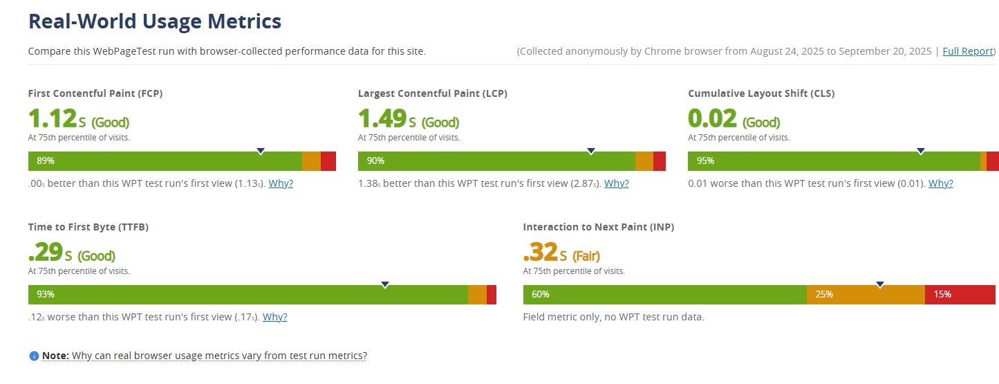 Real-World Usage Metrics
Compare this WebPageTest run with browser-collected performance data for this site. (Collected anonymously by Chrome browser from August 24, 2025 to September 20, 2025 | Full Report)
First Contentful Paint (FCP)
1.12s (Good)
At 75th percentile of visits.
89%
.00s better than this WPT test run's first view (1.13s). Why?
Largest Contentful Paint (LCP)
1.49s (Good)
At 75th percentile of visits.
90%
1.38s better than this WPT test run's first view (2.87s). Why?
Cumulative Layout Shift (CLS)
0.02 (Good)
At 75th percentile of visits.
95%
0.01 worse than this WPT test run's first view (0.01). Why?
Time to First Byte (TTFB)
.29s (Good)
At 75th percentile of visits.
93%
.12s worse than this WPT test run's first view (.17s). Why?
Interaction to Next Paint (INP)
.32s (Fair)
At 75th percentile of visits.
60% 25% 15%
Field metric only, no WPT test run data.
Note: Why can real browser usage metrics vary from test run metrics?